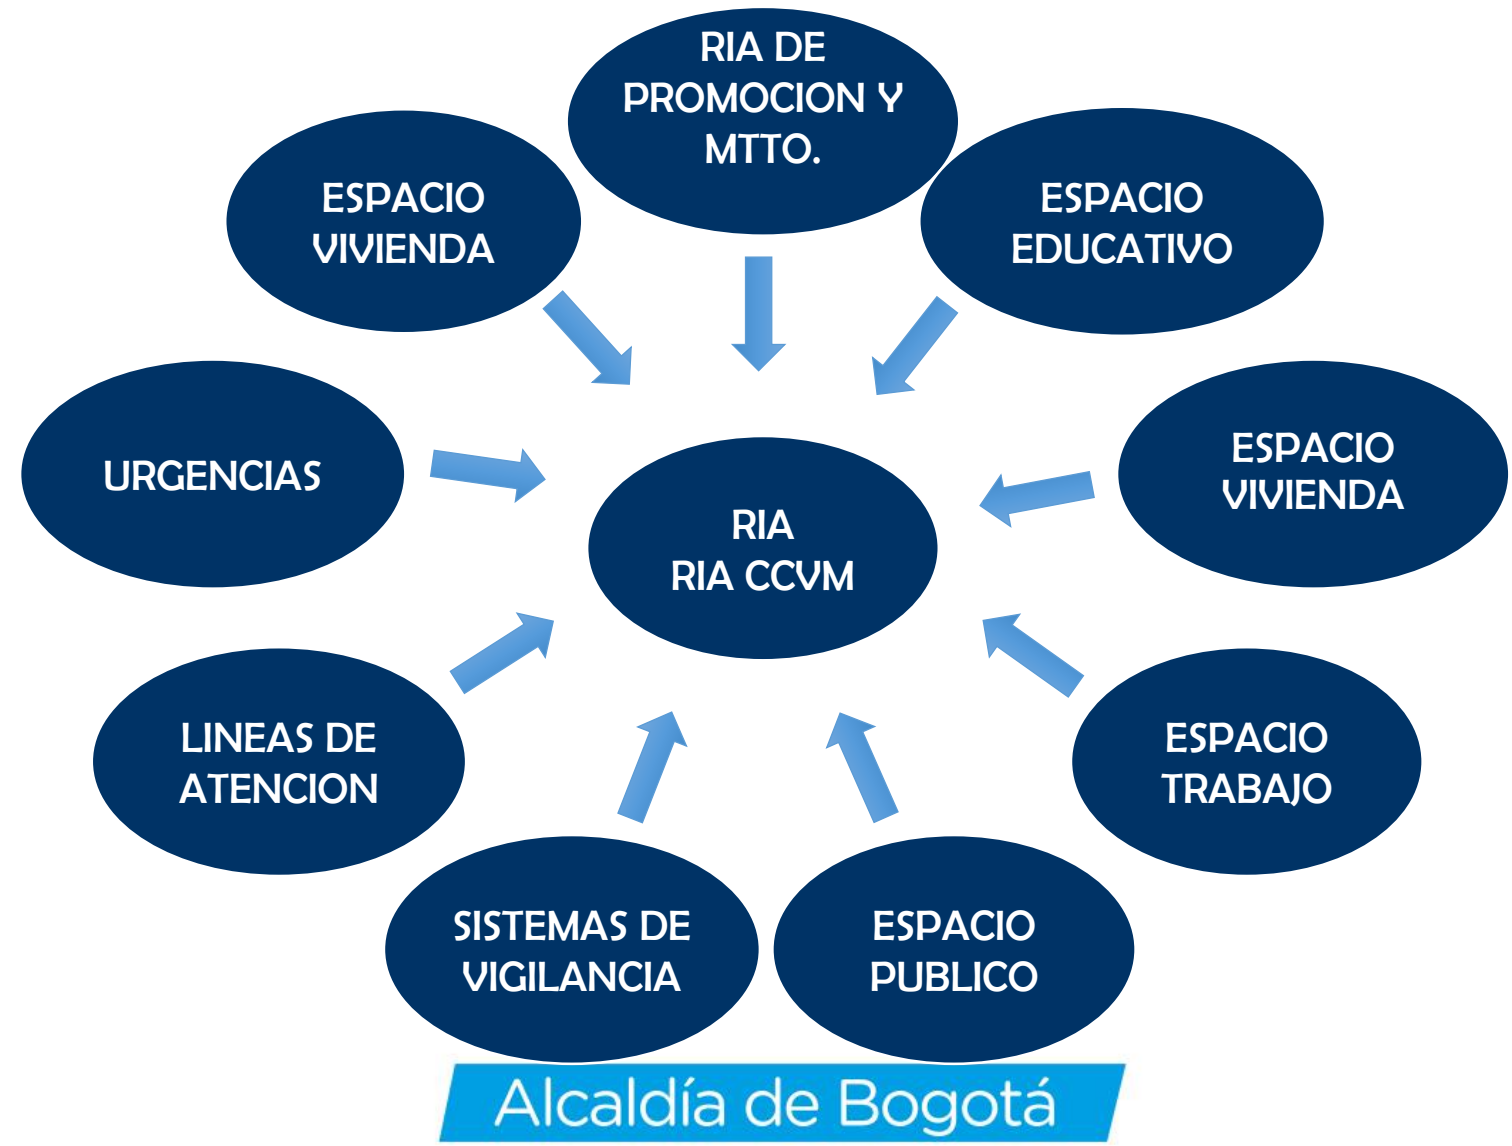 RIA DE
PROMOCION Y
MTTO.
ESPACIO
VIVIENDA
ESPACIO
EDUCATIVO
URGENCIAS
ESPACIO
VIVIENDA
RIA
RIA CCVM
LINEAS DE
ATENCION
ESPACIO
TRABAJO
SISTEMAS DE
VIGILANCIA
ESPACIO
PUBLICO
Alcaldía de Bogotá